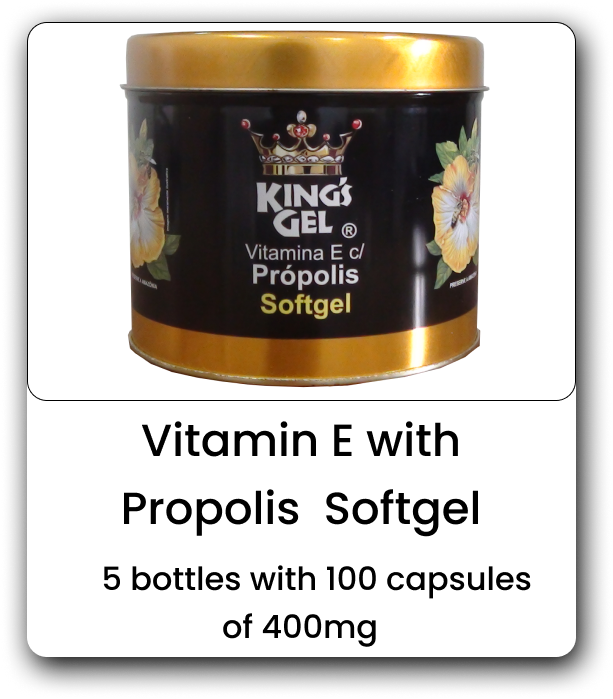 KING'S
GEL ®
Vitamina E c/
Própolis
Softgel
Vitamin E with
Propolis Softgel
5 bottles with 100 capsules
of 400mg